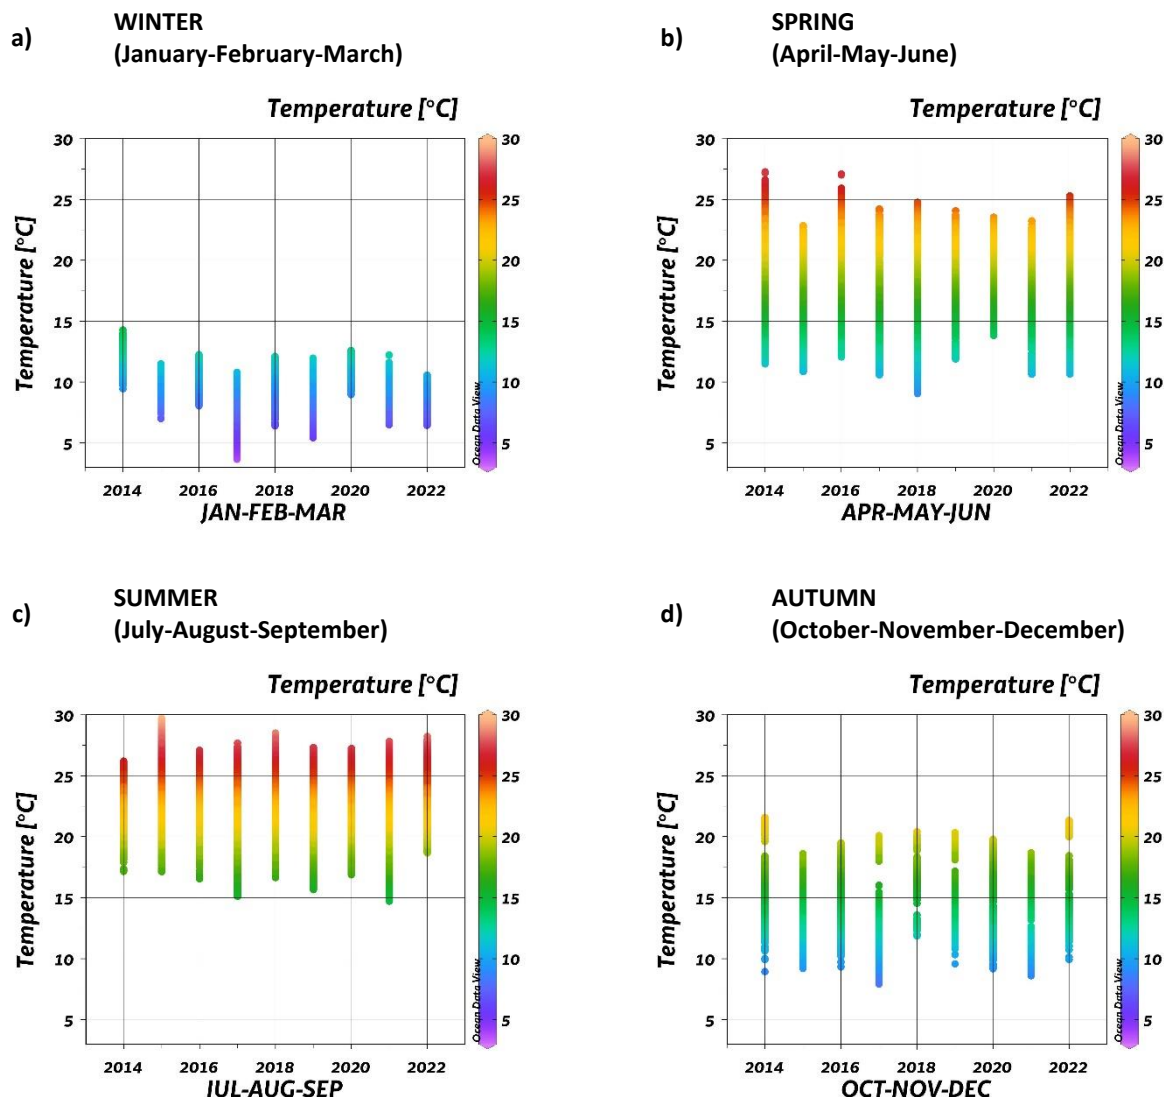 a)
WINTER
(January-February-March)
Temperature [°C]
Temperature [°C]
30
25
20
15
10
5
2014 2016 2018 2020 2022
JAN-FEB-MAR
30
25
20
15
10
5
Ocean Data View
b)
SPRING
(April-May-June)
Temperature [°C]
Temperature [°C]
30
25
20
15
10
5
2014 2016 2018 2020 2022
APR-MAY-JUN
30
25
20
15
10
5
Ocean Data View
c)
SUMMER
(July-August-September)
Temperature [°C]
Temperature [°C]
30
25
20
15
10
5
2014 2016 2018 2020 2022
IUL-AUG-SEP
30
25
20
15
10
5
Ocean Data View
d)
AUTUMN
(October-November-December)
Temperature [°C]
Temperature [°C]
30
25
20
15
10
5
2014 2016 2018 2020 2022
OCT-NOV-DEC
30
25
20
15
10
5
Ocean Data View